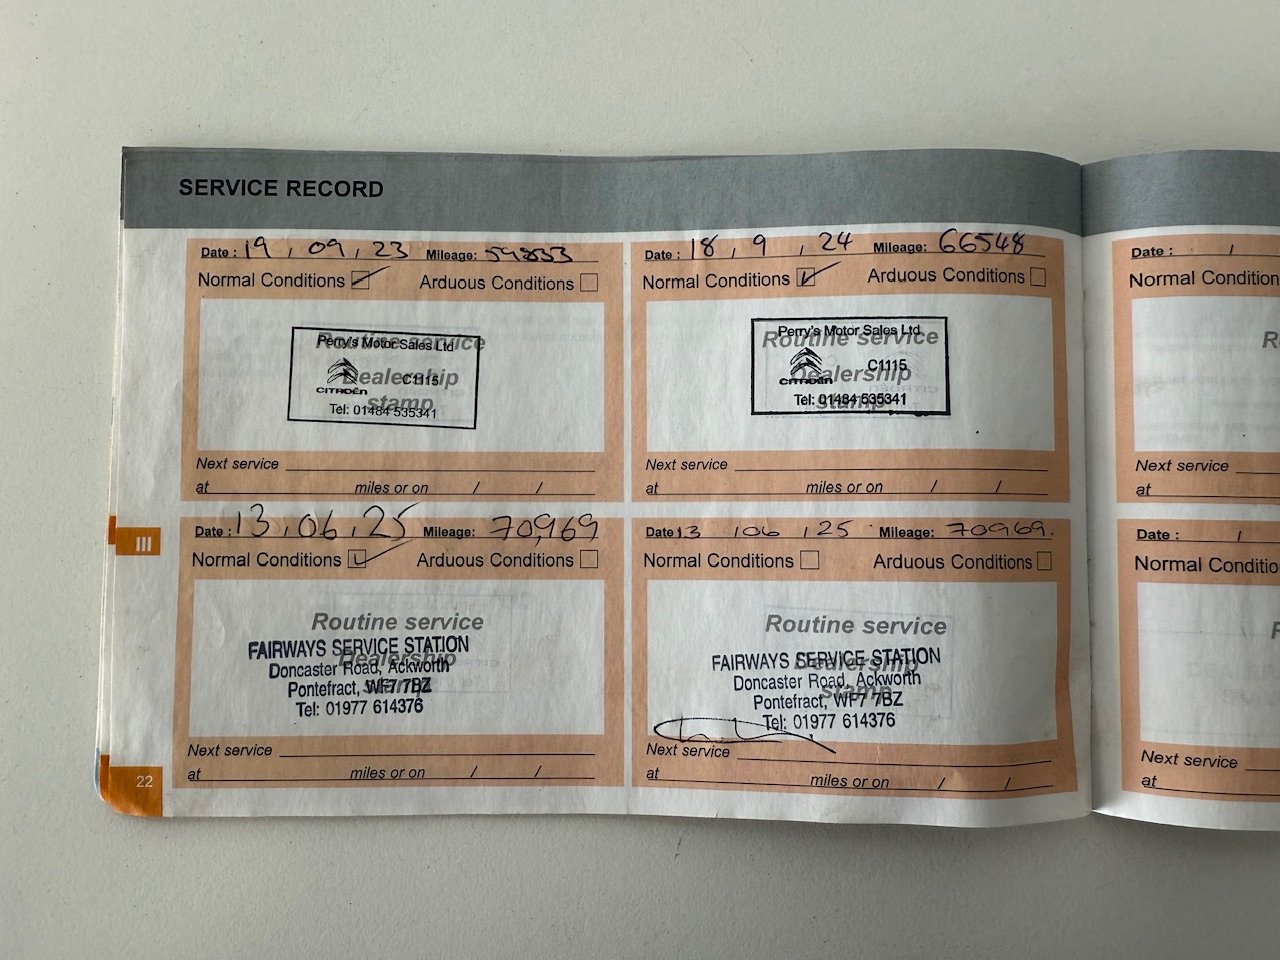 SERVICE RECORD
Date : 19 , 09 , 23 Mileage: 59833
Normal Conditions Arduous Conditions
Routine service
Dealership
stamp
Perry's Motor Sales Ltd
CITROËN C1115
Tel: 01484 535341
Next service
at miles or on / /
Date : 18 , 9 , 24 Mileage: 66548
Normal Conditions Arduous Conditions
Routine service
Dealership
stamp
Perry's Motor Sales Ltd
CITROËN C1115
Tel: 01484 535341
Next service
at miles or on / /
Date : 13 , 06 , 25 Mileage: 70,969
Normal Conditions Arduous Conditions
Routine service
Dealership
stamp
FAIRWAYS SERVICE STATION
Doncaster Road, Ackworth
Pontefract, WF7 7BZ
Tel: 01977 614376
Next service
at miles or on / /
Date 13 , 06 , 25 Mileage: 70969.
Normal Conditions Arduous Conditions
Routine service
Dealership
stamp
FAIRWAYS SERVICE STATION
Doncaster Road, Ackworth
Pontefract, WF7 7BZ
Tel: 01977 614376
Next service
at miles or on / /
III
22
Date : /
Normal Condition
Next service
at
Date : /
Normal Conditio
Next service
at